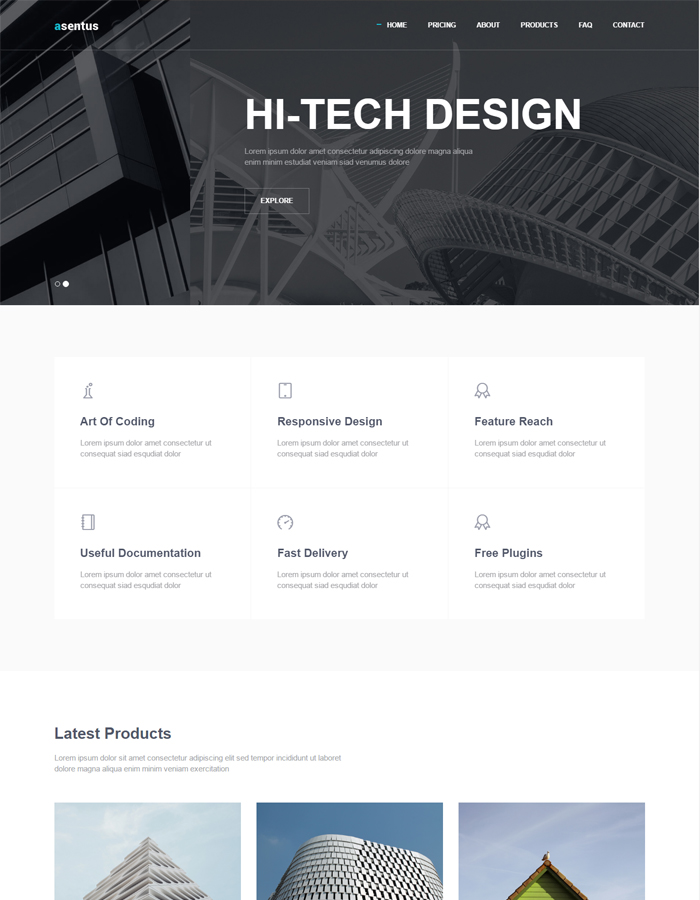 asentus
HOME PRICING ABOUT PRODUCTS FAQ CONTACT
HI-TECH DESIGN
Lorem ipsum dolor amet consectetur adipiscing dolore magna aliqua
enim minim estudiat veniam siad venumus dolore
EXPLORE
Art Of Coding
Lorem ipsum dolor amet consectetur ut
consequat siad esqudiat dolor
Responsive Design
Lorem ipsum dolor amet consectetur ut
consequat siad esqudiat dolor
Feature Reach
Lorem ipsum dolor amet consectetur ut
consequat siad esqudiat dolor
Useful Documentation
Lorem ipsum dolor amet consectetur ut
consequat siad esqudiat dolor
Fast Delivery
Lorem ipsum dolor amet consectetur ut
consequat siad esqudiat dolor
Free Plugins
Lorem ipsum dolor amet consectetur ut
consequat siad esqudiat dolor
Latest Products
Lorem ipsum dolor sit amet consectetur adipiscing elit sed tempor incididunt ut laboret
dolore magna aliqua enim minim veniam exercitation